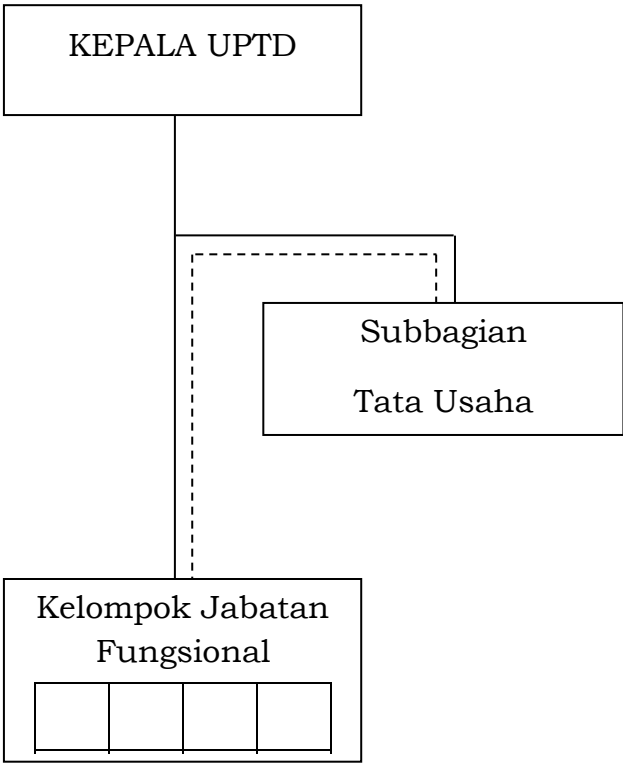 KEPALA UPTD
Subbagian
Tata Usaha
Kelompok Jabatan
Fungsional